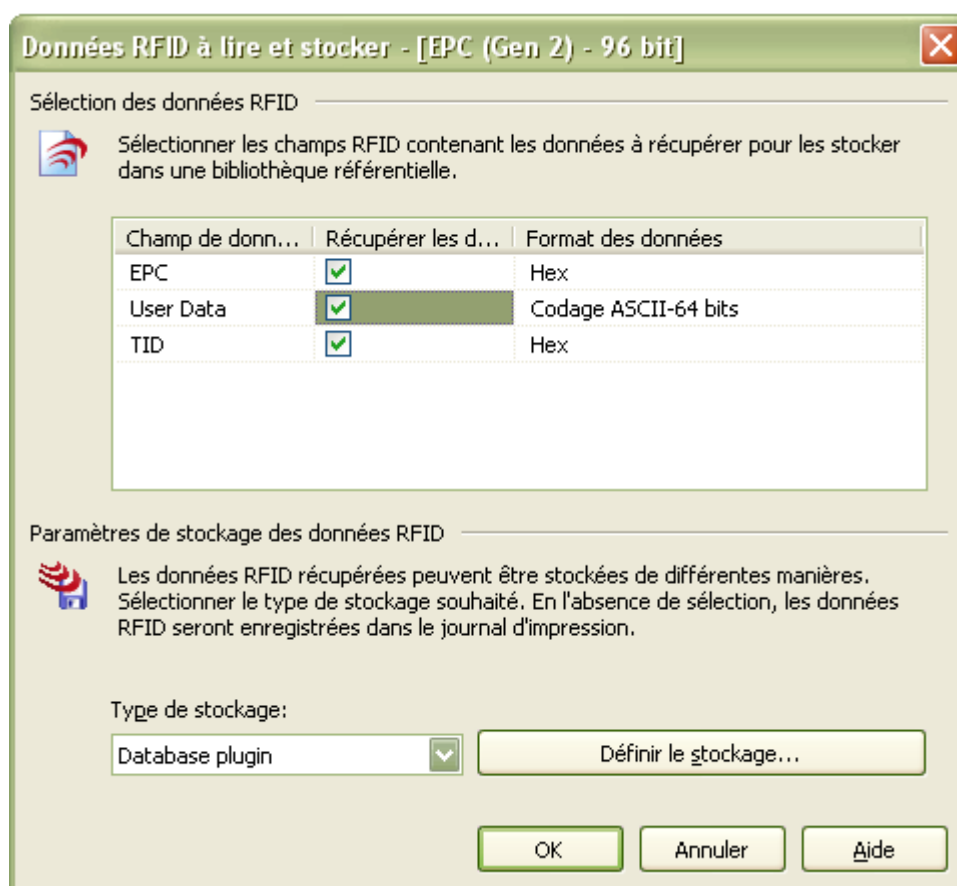 Données RFID à lire et stocker - [EPC (Gen 2) - 96 bit]
Sélection des données RFID
Sélectionner les champs RFID contenant les données à récupérer pour les stocker
dans une bibliothèque référentielle.
Champ de donn... Récupérer les d... Format des données
EPC Hex
User Data Codage ASCII-64 bits
TID Hex
Paramètres de stockage des données RFID
Les données RFID récupérées peuvent être stockées de différentes manières.
Sélectionner le type de stockage souhaité. En l'absence de sélection, les données
RFID seront enregistrées dans le journal d'impression.
Type de stockage:
Database plugin Définir le stockage...
OK Annuler Aide